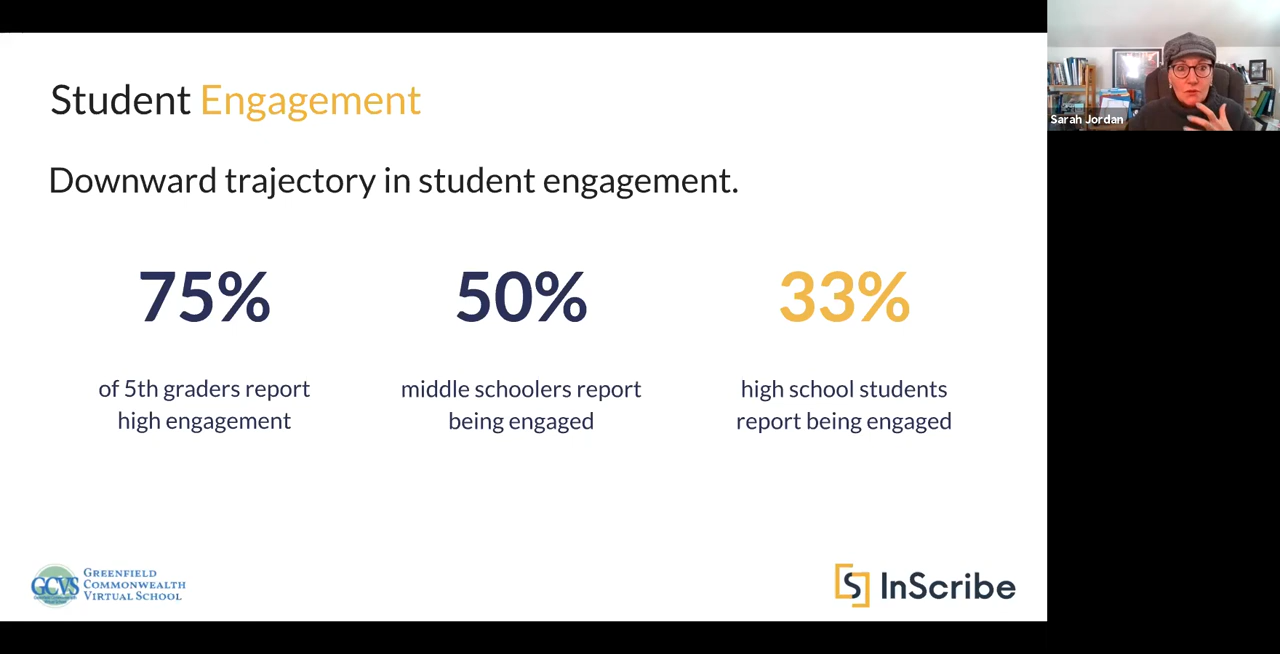 Student Engagement
Downward trajectory in student engagement.
75%
of 5th graders report
high engagement
50%
middle schoolers report
being engaged
33%
high school students
report being engaged
GCVS
GREENFIELD
COMMONWEALTH
VIRTUAL SCHOOL
InScribe
Sarah Jordan